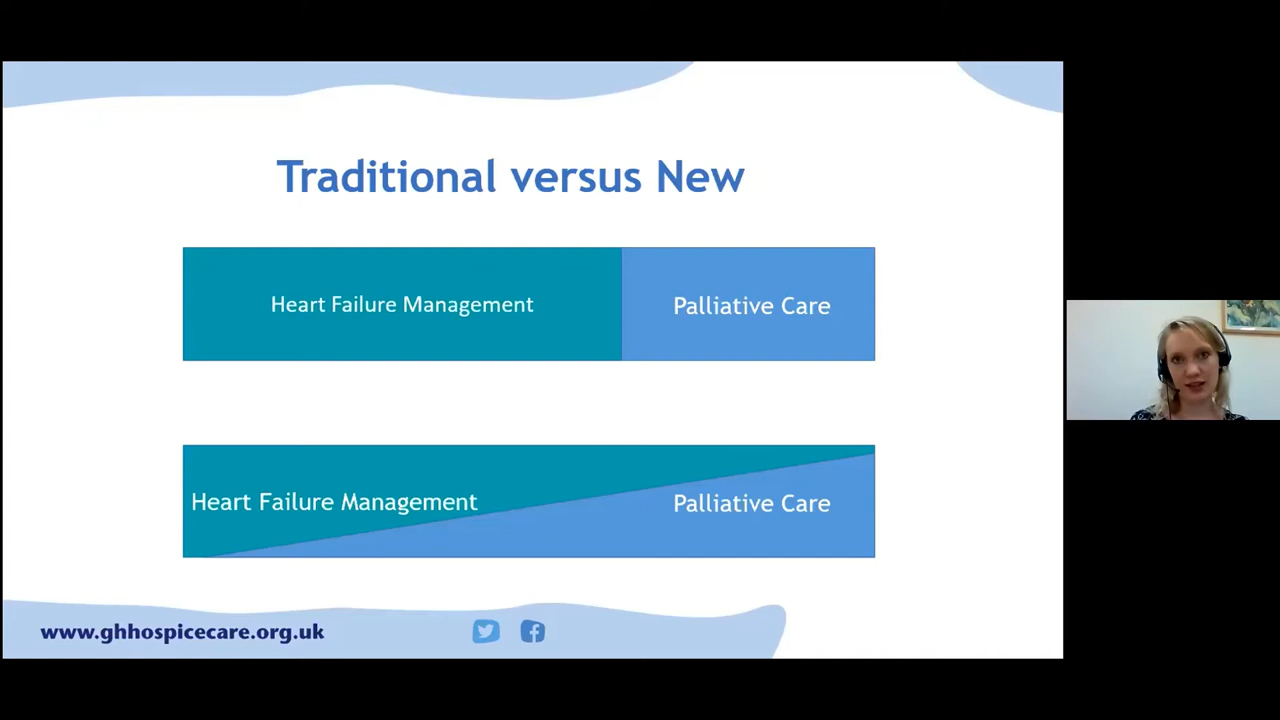 Traditional versus New
Heart Failure Management
Palliative Care
Heart Failure Management
Palliative Care
www.ghhospicecare.org.uk